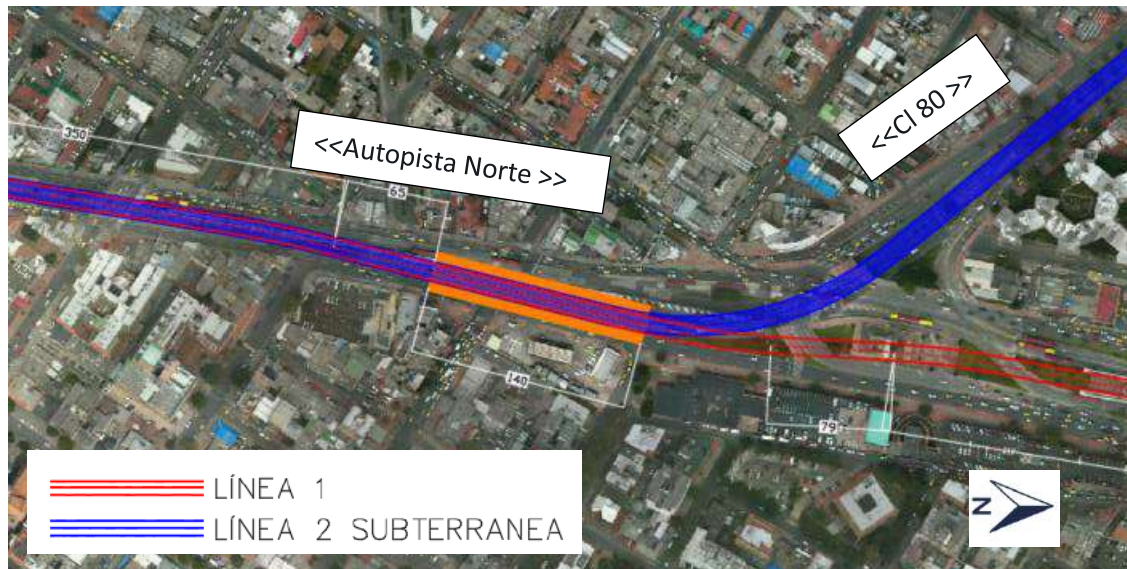 350
<<Autopista Norte >>
65
<<Cl 80 >>
140
79
LÍNEA 1
LÍNEA 2 SUBTERRANEA
N